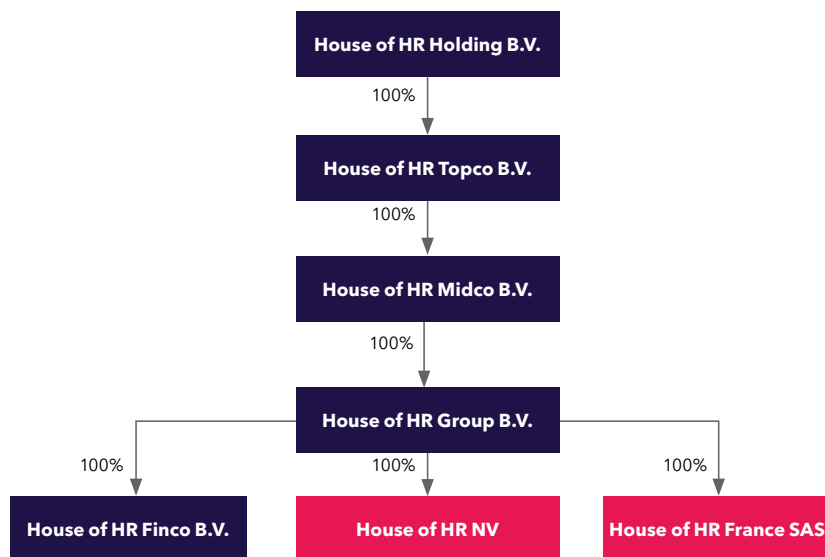 House of HR Holding B.V.
100%
House of HR Topco B.V.
100%
House of HR Midco B.V.
100%
House of HR Group B.V.
100%
100%
100%
House of HR Finco B.V.
House of HR NV
House of HR France SAS